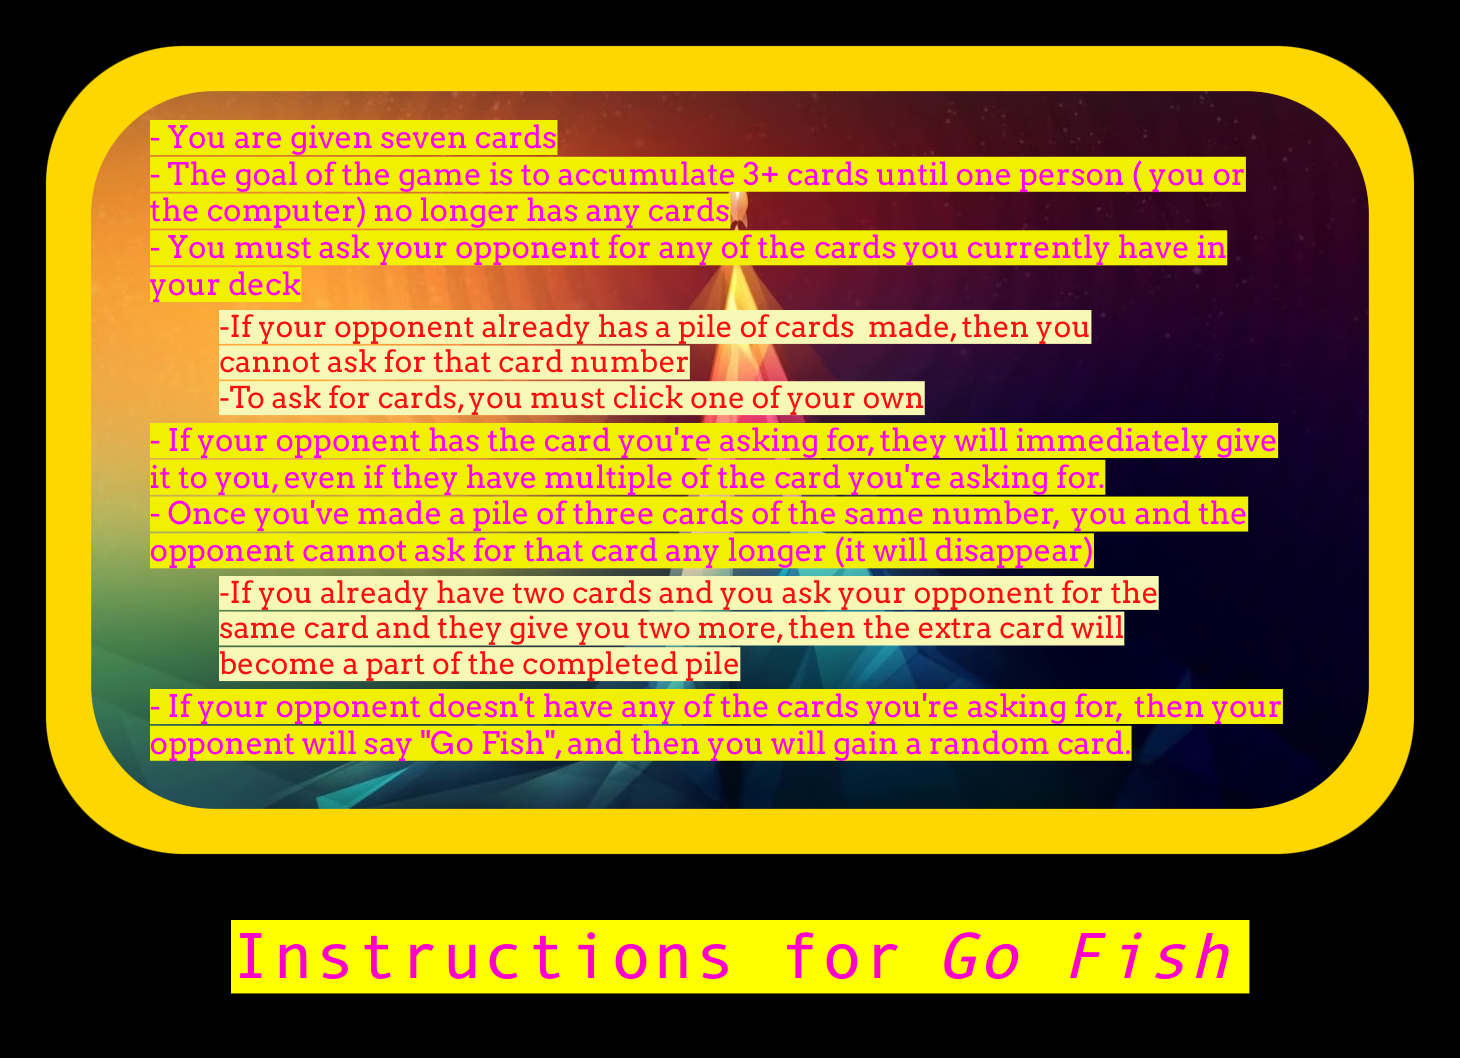 - You are given seven cards
- The goal of the game is to accumulate 3+ cards until one person ( you or
the computer) no longer has any cards
- You must ask your opponent for any of the cards you currently have in
your deck
-If your opponent already has a pile of cards  made, then you
cannot ask for that card number
-To ask for cards, you must click one of your own
- If your opponent has the card you're asking for, they will immediately give
it to you, even if they have multiple of the card you're asking for.
- Once you've made a pile of three cards of the same number,  you and the
opponent cannot ask for that card any longer (it will disappear)
-If you already have two cards and you ask your opponent for the
same card and they give you two more, then the extra card will
become a part of the completed pile
- If your opponent doesn't have any of the cards you're asking for,  then your
opponent will say "Go Fish", and then you will gain a random card.
Instructions for Go Fish